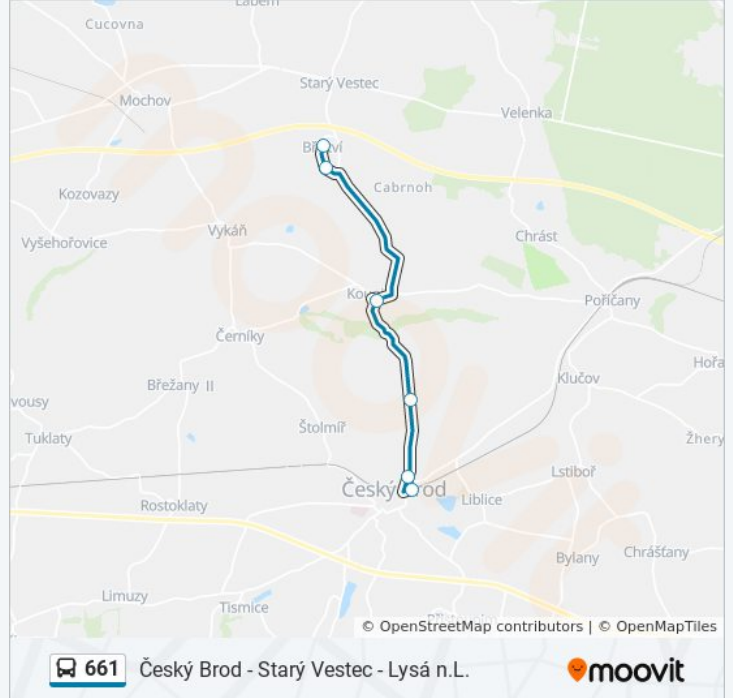 Labem
Cucovna
Starý Vestec
Mochov
Velenka
Cabrnoh
Kozovazy
Vykáň
Vyšehořovice
Chrást
Poříčany
Černíky
Hořa
Klučov
Břežany II
vousy
Štolmíř
Tuklaty
Žhery
Český Brod
Lstiboř
Liblice
Rostoklaty
Chrášťany
Bylany
Limuzy
Tismice
© OpenStreetMap contributors | © OpenMapTiles
661 Český Brod - Starý Vestec - Lysá n.L. moovit